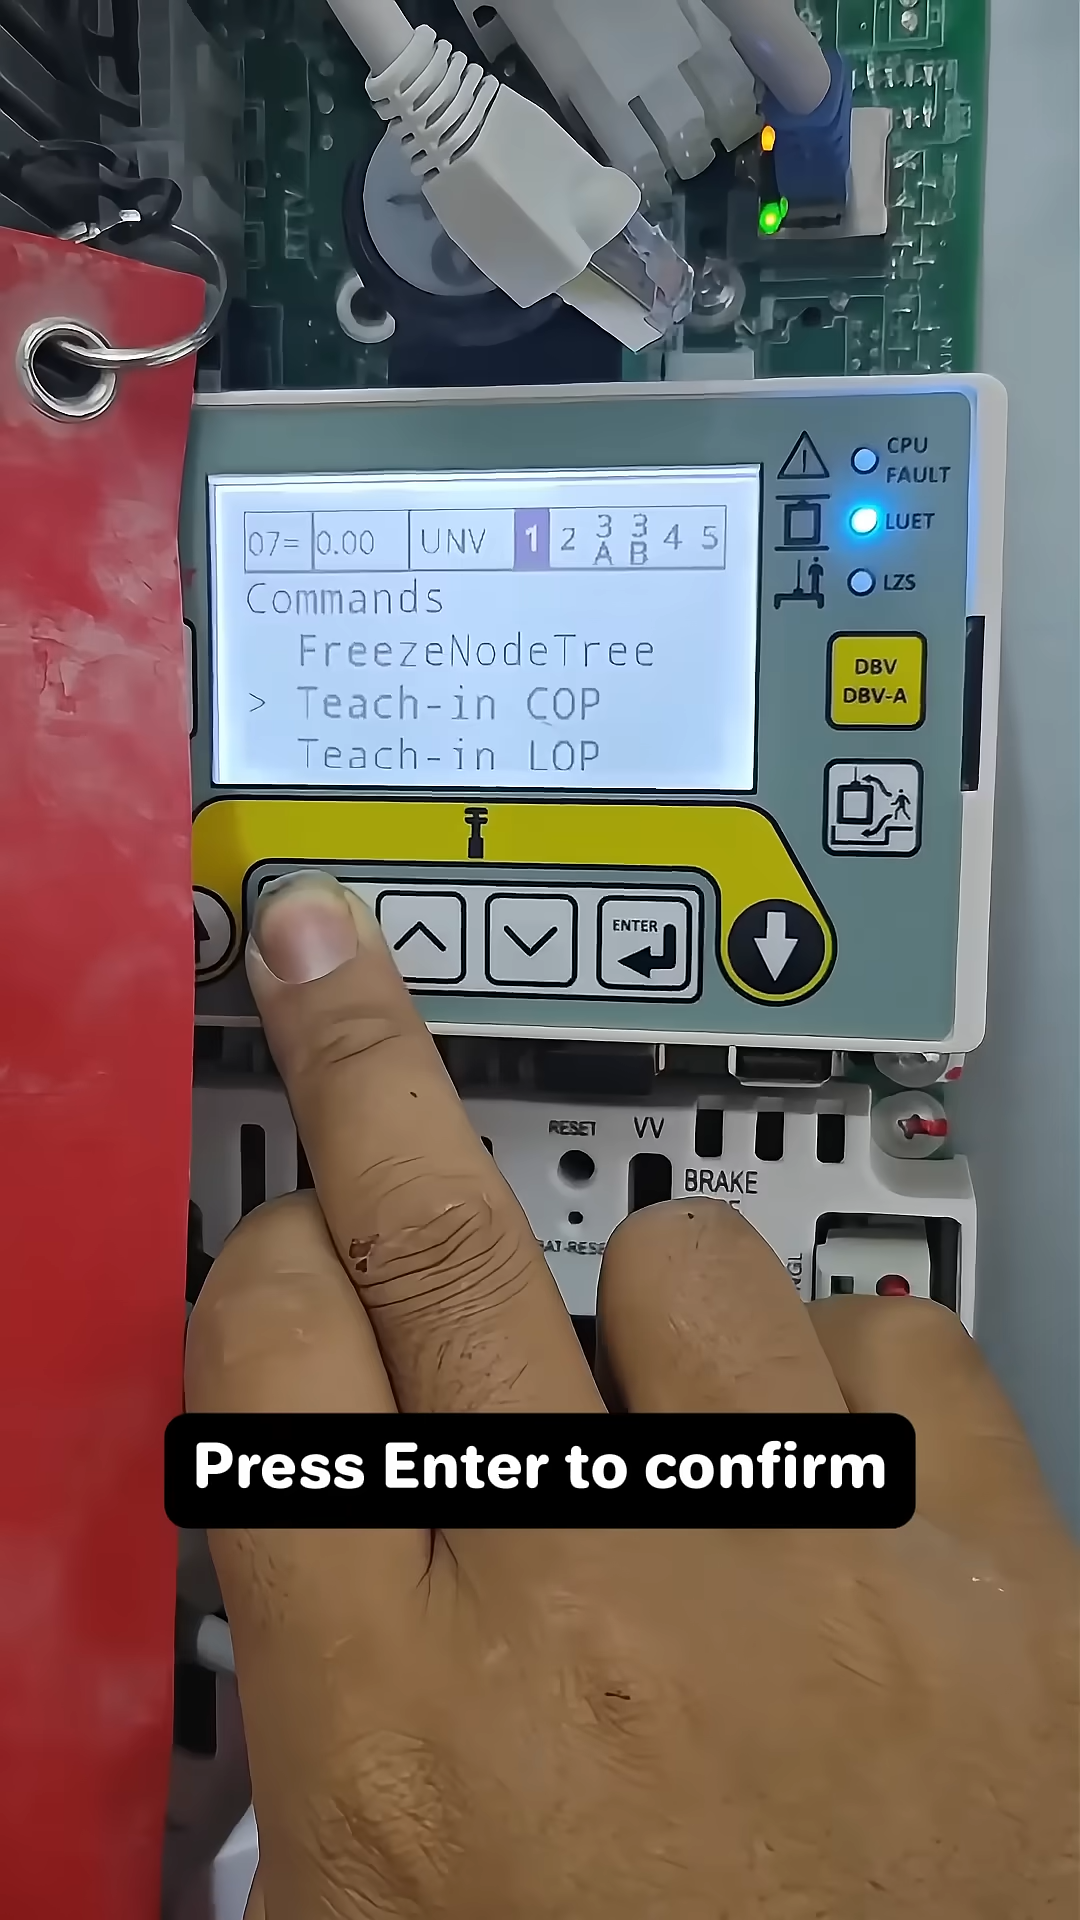 CPU
FAULT
LUET
LZS
07= 0.00 UNV 1 2 3A 3B 4 5
Commands
FreezeNodeTree
> Teach-in COP
Teach-in LOP
DBV
DBV-A
ENTER
RESET VV
BRAKE
Press Enter to confirm